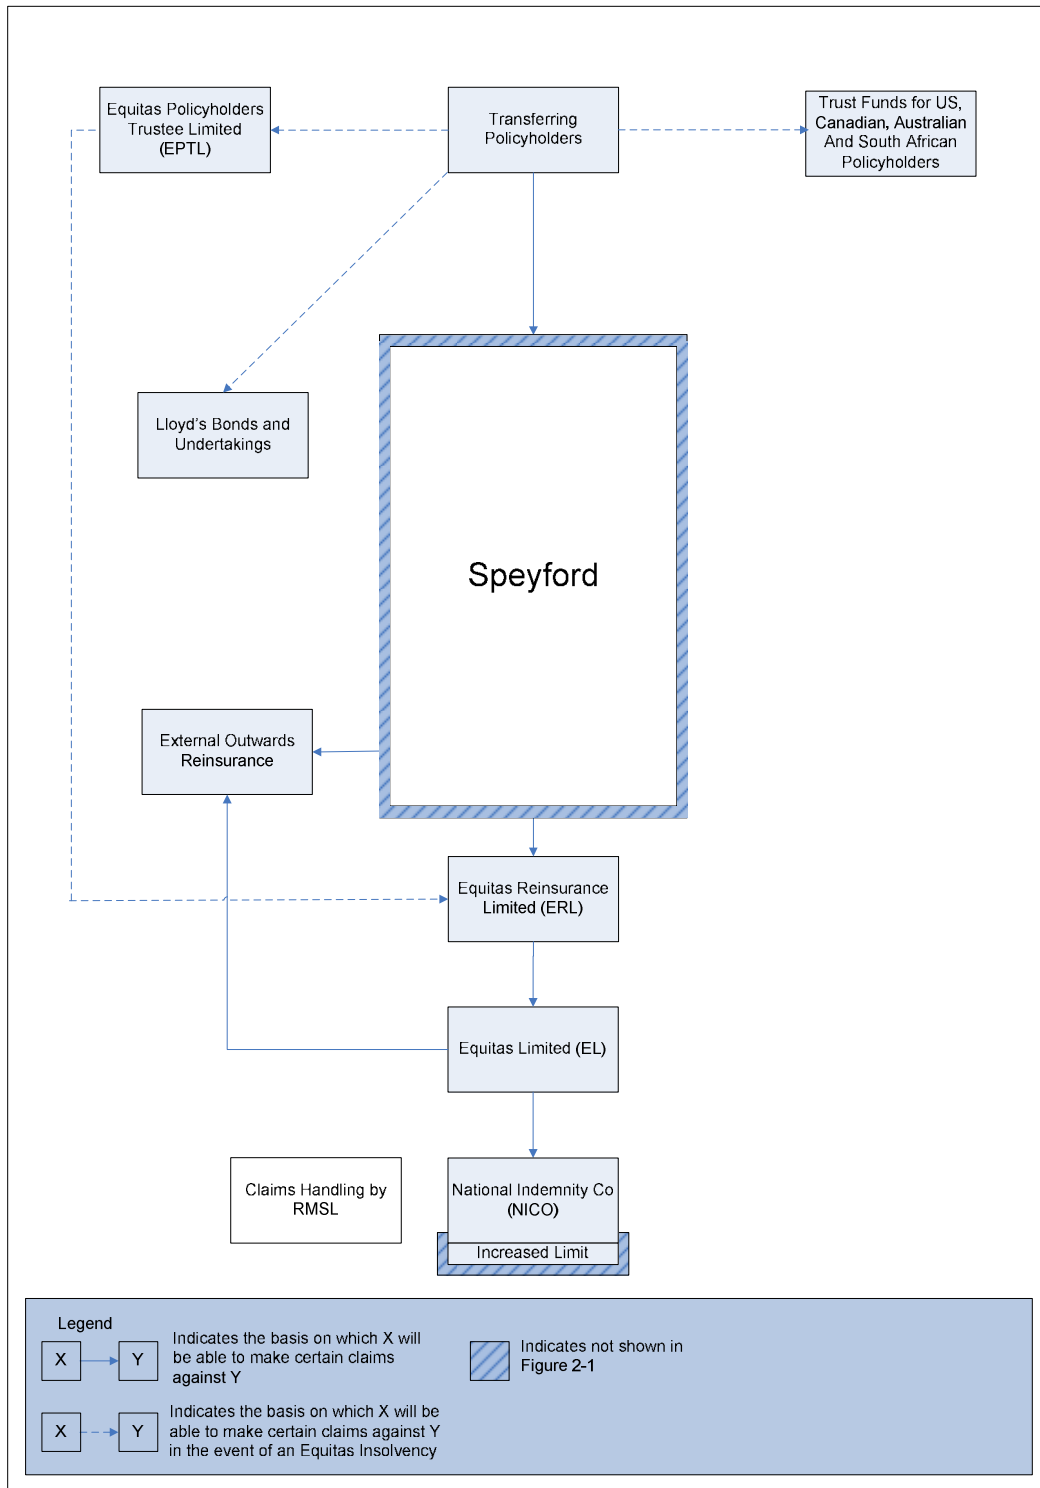 Equitas Policyholders
Trustee Limited
(EPTL)
Transferring
Policyholders
Trust Funds for US,
Canadian, Australian
And South African
Policyholders
Lloyd's Bonds and
Undertakings
Speyford
External Outwards
Reinsurance
Equitas Reinsurance
Limited (ERL)
Equitas Limited (EL)
Claims Handling by
RMSL
National Indemnity Co
(NICO)
Increased Limit
Legend
X
Y
Indicates the basis on which X will
be able to make certain claims
against Y
Indicates not shown in
Figure 2-1
X
Y
Indicates the basis on which X will be
able to make certain claims against Y
in the event of an Equitas Insolvency